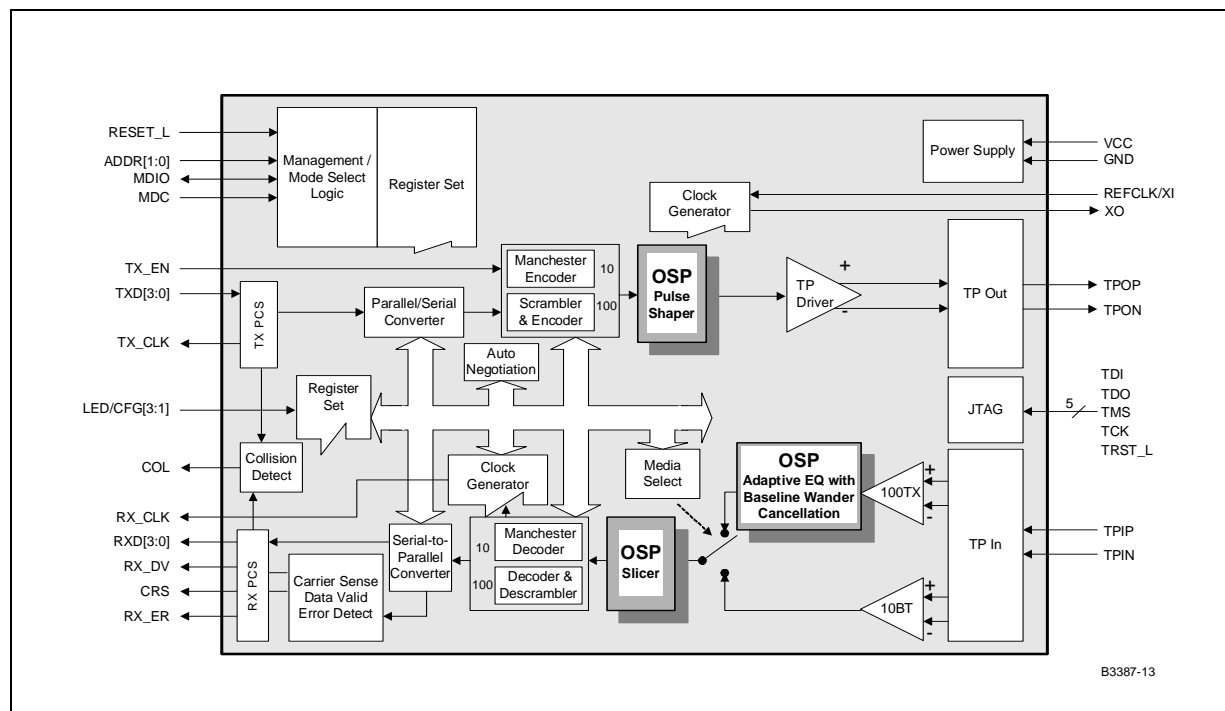 RESET_L
ADDR[1:0]
MDIO
MDC
Management /
Mode Select
Logic
Register Set
Power Supply
VCC
GND
Clock
Generator
REFCLK/XI
XO
TX_EN
TXD[3:0]
TX_CLK
TX PCS
Parallel/Serial
Converter
Manchester
Encoder
10
Scrambler
& Encoder
100
OSP
Pulse
Shaper
TP
Driver
+
-
TP Out
TPOP
TPON
Auto
Negotiation
LED/CFG[3:1]
Register
Set
JTAG
5
TDI
TDO
TMS
TCK
TRST_L
COL
Collision
Detect
Clock
Generator
Media
Select
OSP
Adaptive EQ with
Baseline Wander
Cancellation
100TX
+
-
TP In
TPIP
TPIN
RX_CLK
RXD[3:0]
RX_DV
CRS
RX_ER
RX PCS
Carrier Sense
Data Valid
Error Detect
Serial-to-
Parallel
Converter
10
Manchester
Decoder
100
Decoder &
Descrambler
OSP
Slicer
10BT
+
-
B3387-13